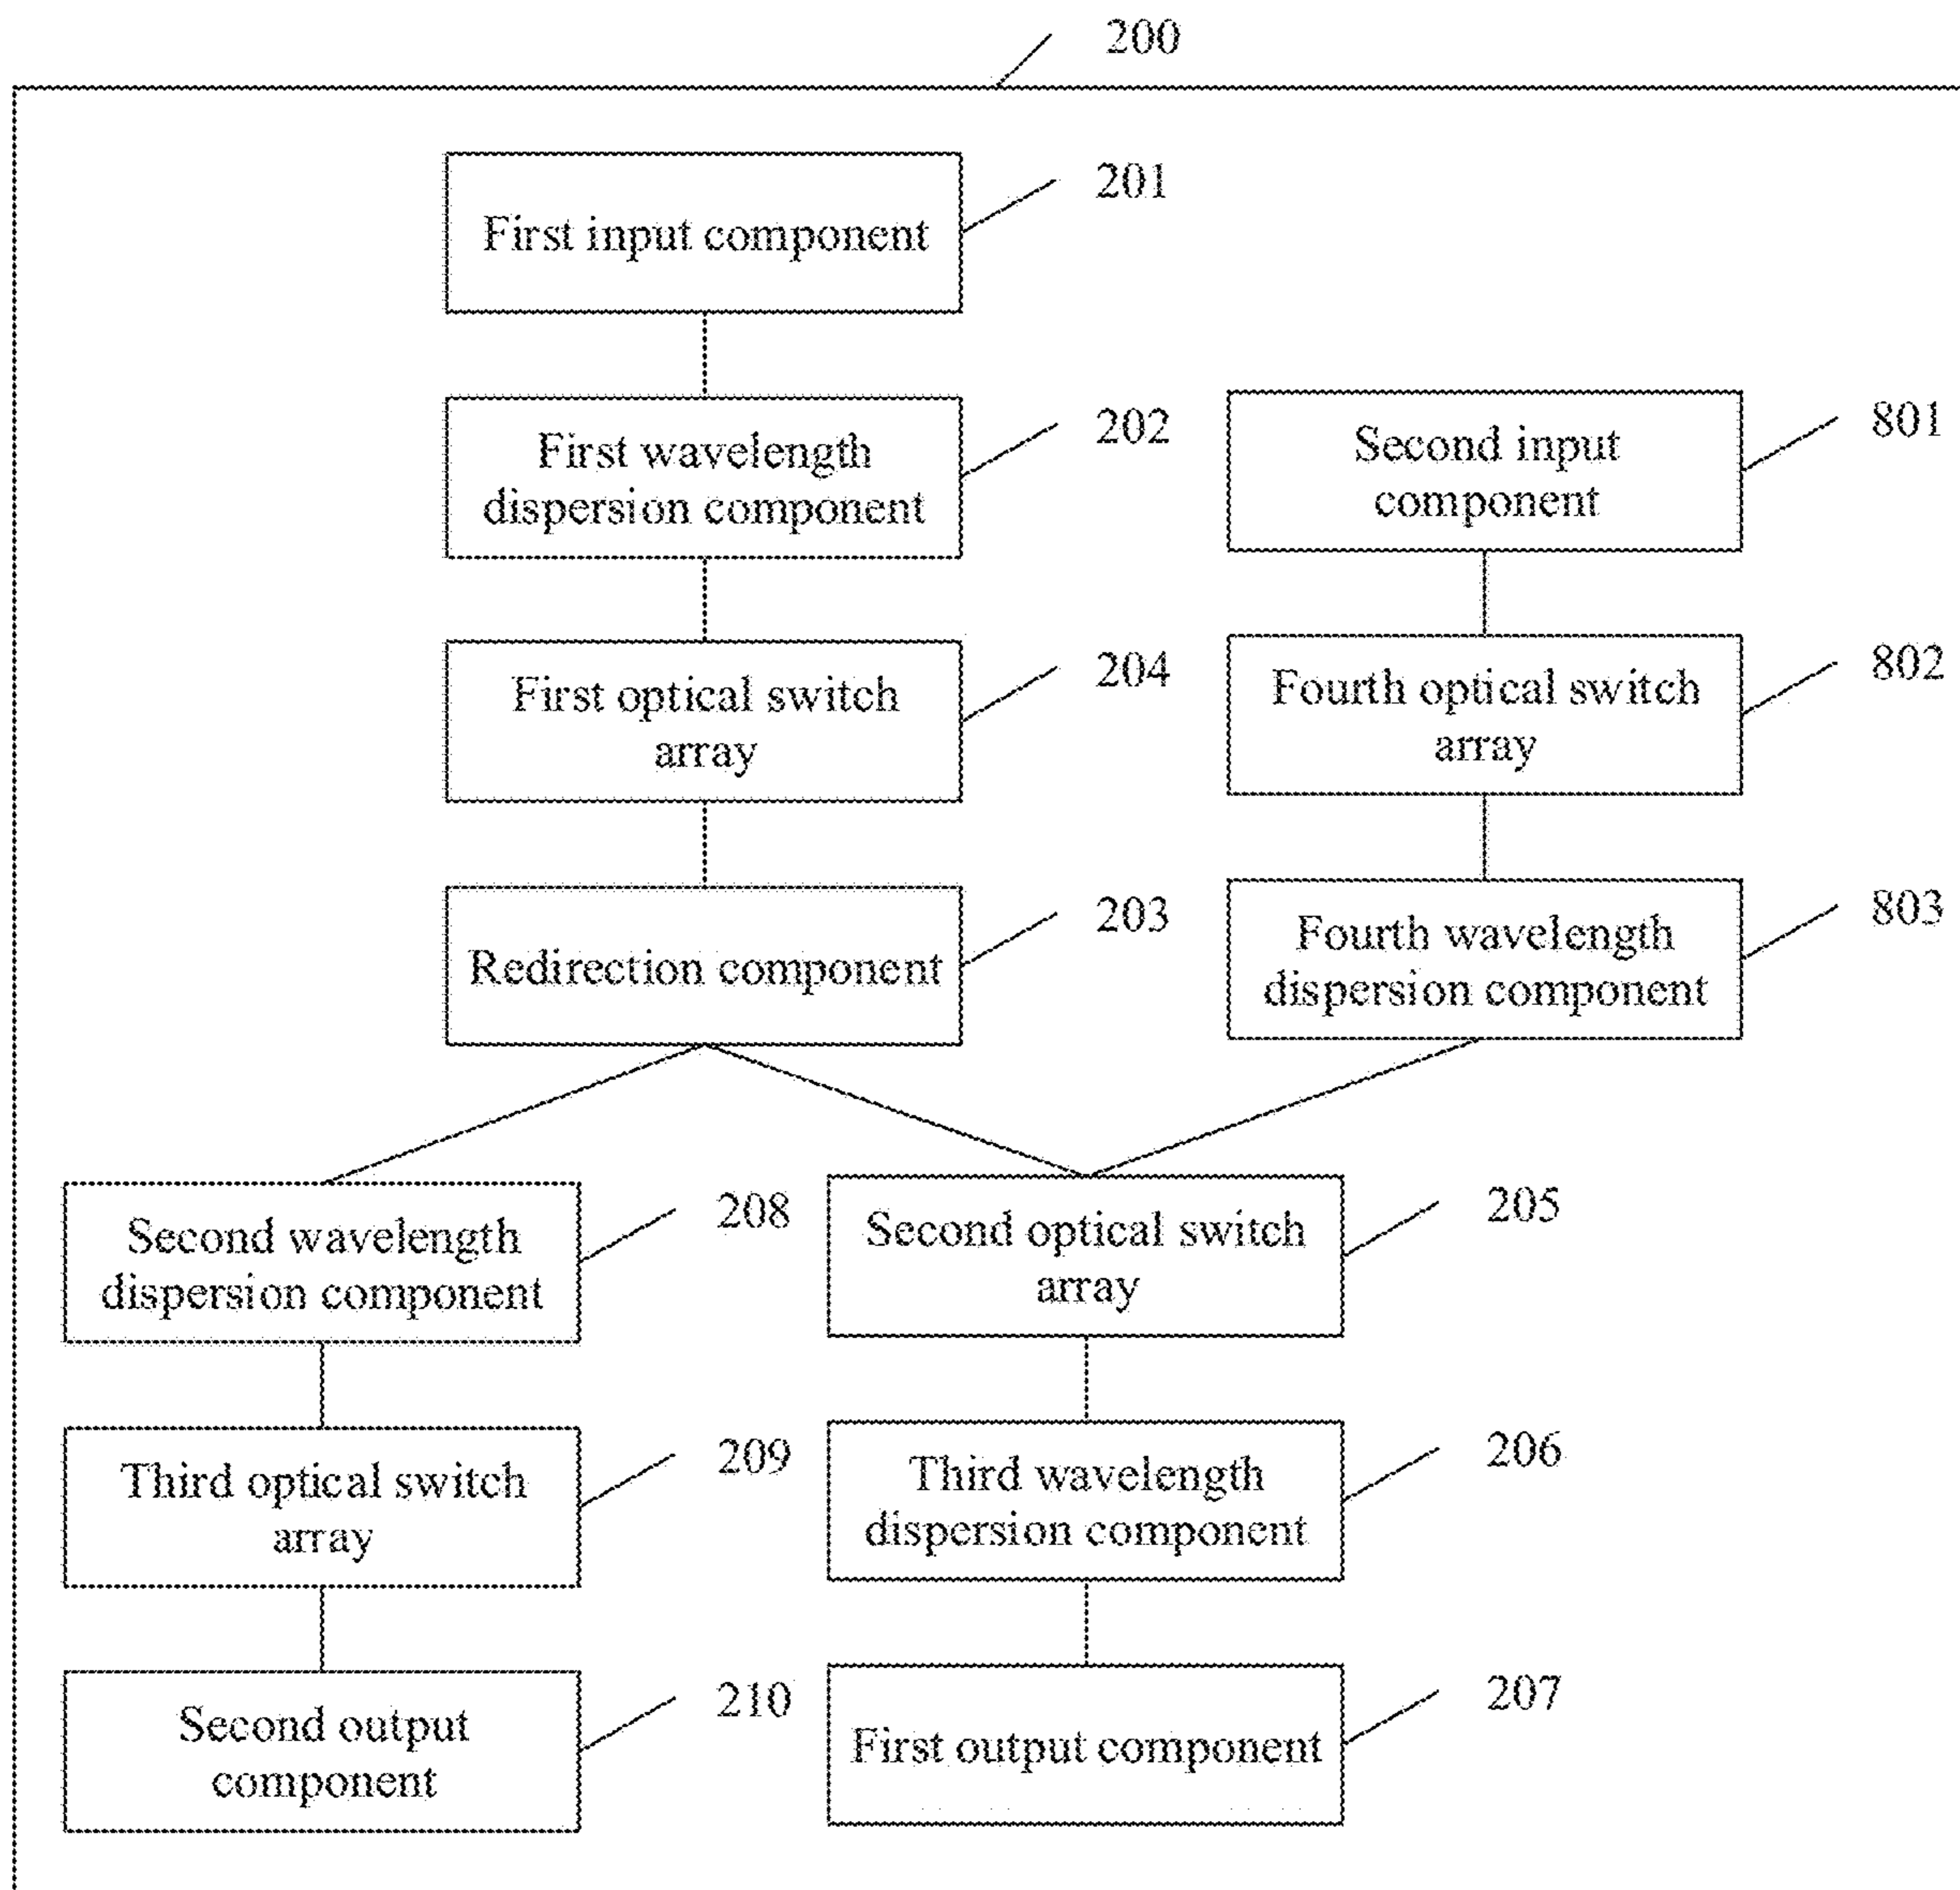 200
First input component
201
First wavelength
dispersion component
202
Second input
component
801
First optical switch
array
204
Fourth optical switch
array
802
Redirection component
203
Fourth wavelength
dispersion component
803
Second wavelength
dispersion component
208
Second optical switch
array
205
Third optical switch
array
209
Third wavelength
dispersion component
206
Second output
component
210
First output component
207